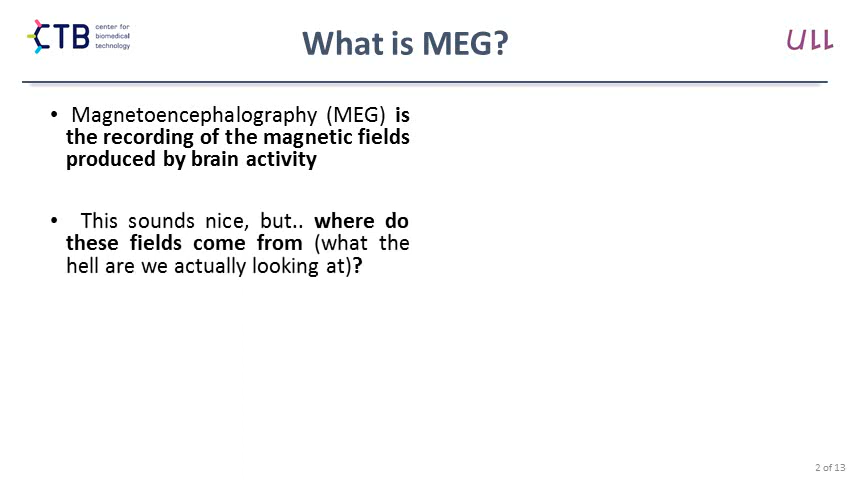 CTB
center for
biomedical
technology
What is MEG?
ULL
• Magnetoencephalography (MEG) is
the recording of the magnetic fields
produced by brain activity
• This sounds nice, but.. where do
these fields come from (what the
hell are we actually looking at)?
2 of 13